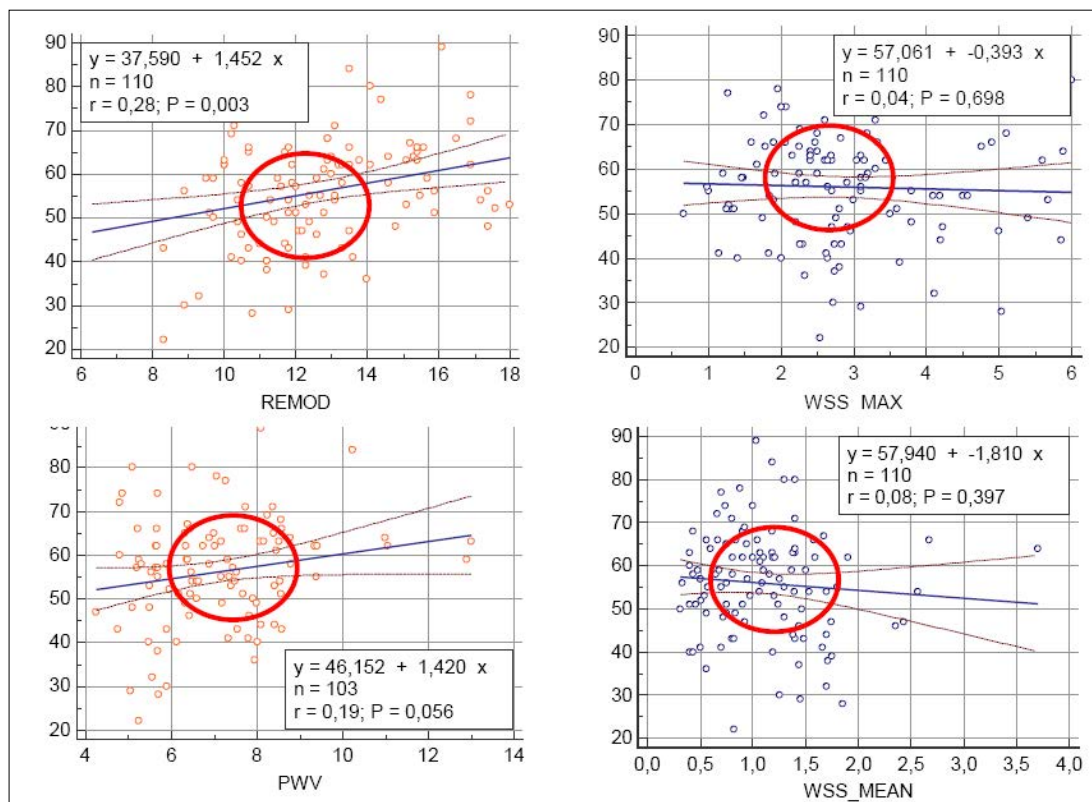 90
80
70
60
50
40
30
20
y = 37,590 + 1,452 x
n = 110
r = 0,28; P = 0,003
6 8 10 12 14 16 18
REMOD
90
80
70
60
50
40
30
20
y = 57,061 + -0,393 x
n = 110
r = 0,04; P = 0,698
0 1 2 3 4 5 6
WSS_MAX
80
70
60
50
40
30
20
y = 46,152 + 1,420 x
n = 103
r = 0,19; P = 0,056
4 6 8 10 12 14
PWV
90
80
70
60
50
40
30
20
y = 57,940 + -1,810 x
n = 110
r = 0,08; P = 0,397
0,0 0,5 1,0 1,5 2,0 2,5 3,0 3,5 4,0
WSS_MEAN